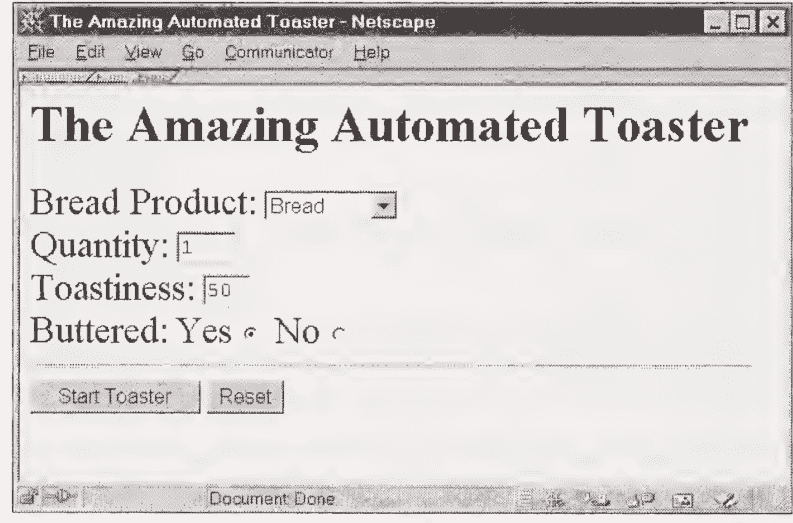 The Amazing Automated Toaster - Netscape
File Edit View Go Communicator Help
The Amazing Automated Toaster
Bread Product: Bread
Quantity: 1
Toastiness: 50
Buttered: Yes No
Start Toaster Reset
Document: Done